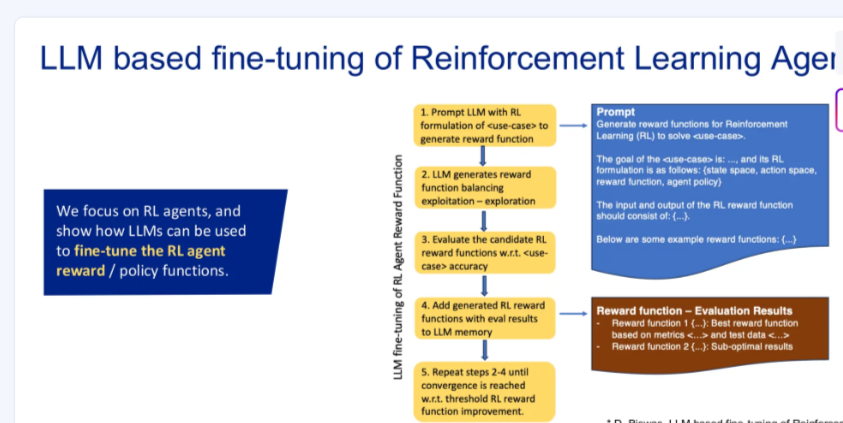 LLM based fine-tuning of Reinforcement Learning
We focus on RL agents, and
show how LLMs can be used
to fine-tune the RL agent
reward / policy functions.
LLM fine-tuning of RL Agent Reward Function
1. Prompt LLM with RL
formulation of <use-case> to
generate reward function
2. LLM generates reward
function balancing
exploitation – exploration
3. Evaluate the candidate RL
reward functions w.r.t. <use-
case> accuracy
4. Add generated RL reward
functions with eval results
to LLM memory
5. Repeat steps 2-4 until
convergence is reached
w.r.t. threshold RL reward
function improvement.
Prompt
Generate reward functions for Reinforcement
Learning (RL) to solve <use-case>.
The goal of the <use-case> is: ..., and its RL
formulation is as follows: {state space, action space,
reward function, agent policy}
The input and output of the RL reward function
should consist of: {...}.
Below are some example reward functions: {...}
Reward function – Evaluation Results
- Reward function 1 {...}: Best reward function
based on metrics <...> and test data <...>
- Reward function 2 {...}: Sub-optimal results